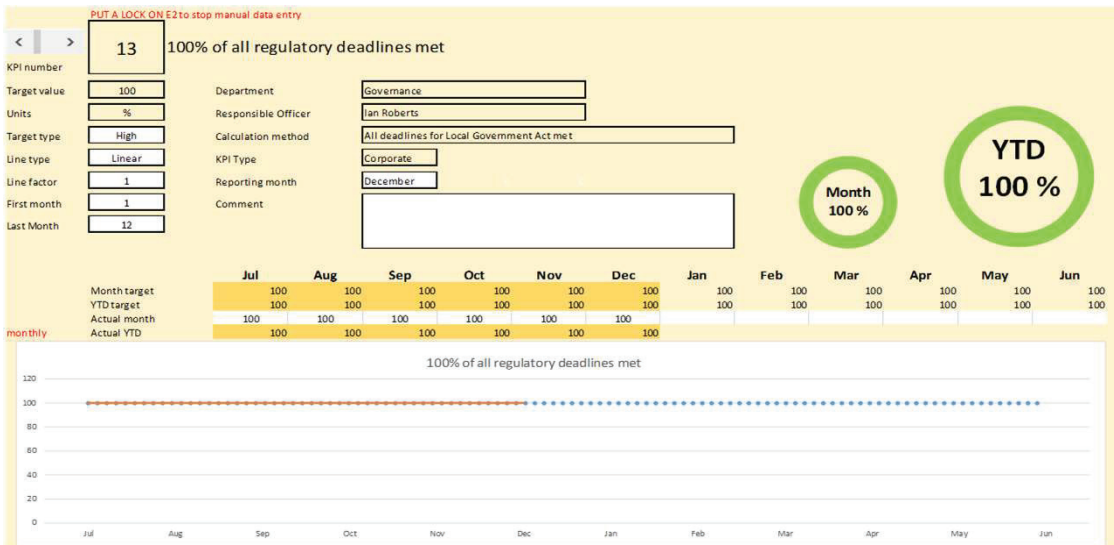 PUT A LOCK ON E2 to stop manual data entry
< >
13 100% of all regulatory deadlines met
KPI number
Target value 100 Department Governance
Units % Responsible Officer Ian Roberts
Target type High Calculation method All deadlines for Local Government Act met
Line type Linear KPI Type Corporate
Line factor 1 Reporting month December
First month 1 Comment
Last Month 12
Month
100 %
YTD
100 %
Jul Aug Sep Oct Nov Dec Jan Feb Mar Apr May Jun
Month target 100 100 100 100 100 100 100 100 100 100 100 100
YTD target 100 100 100 100 100 100 100 100 100 100 100 100
Actual month 100 100 100 100 100 100
monthly Actual YTD 100 100 100 100 100 100
100% of all regulatory deadlines met
120
100
80
60
40
20
0
Jul Aug Sep Oct Nov Dec Jan Feb Mar Apr May Jun